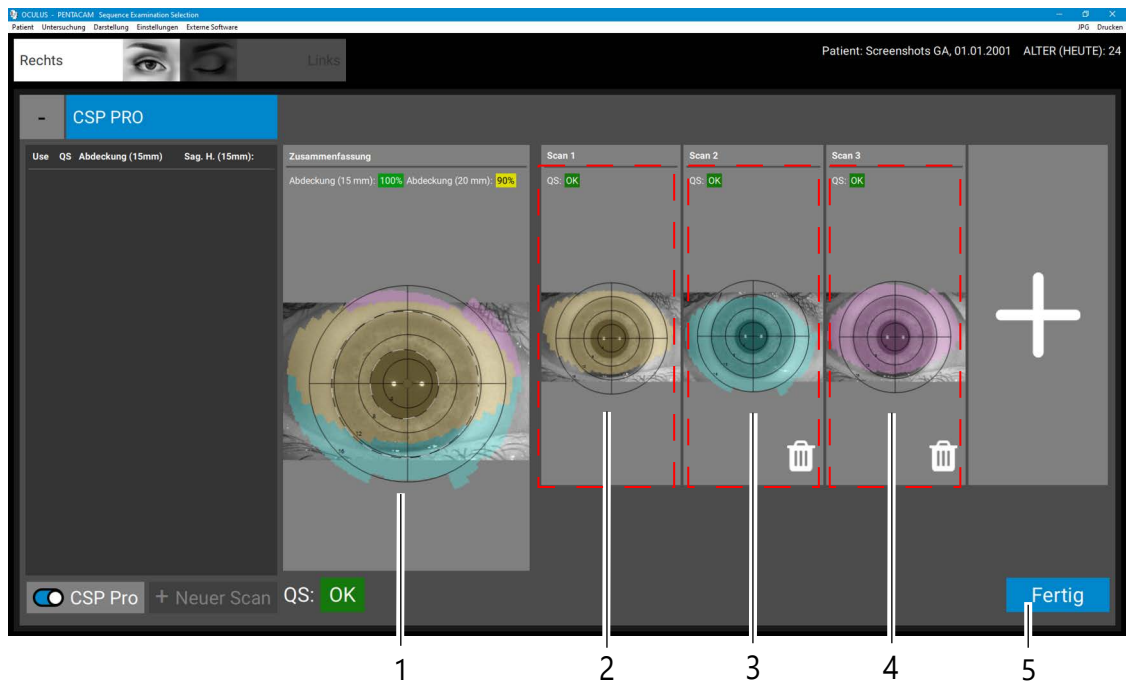 OCULUS - PENTACAM Sequence Examination Selection
Patient Untersuchung Darstellung Einstellungen Externe Software JPG Drucken
Rechts Links
Patient: Screenshots GA, 01.01.2001 ALTER (HEUTE): 24
- CSP PRO
Use QS Abdeckung (15mm) Sag. H. (15mm):
Zusammenfassung
Abdeckung (15 mm): 100% Abdeckung (20 mm): 90%
Scan 1
QS: OK
Scan 2
QS: OK
Scan 3
QS: OK
CSP Pro + Neuer Scan
QS: OK
Fertig
1 2 3 4 5